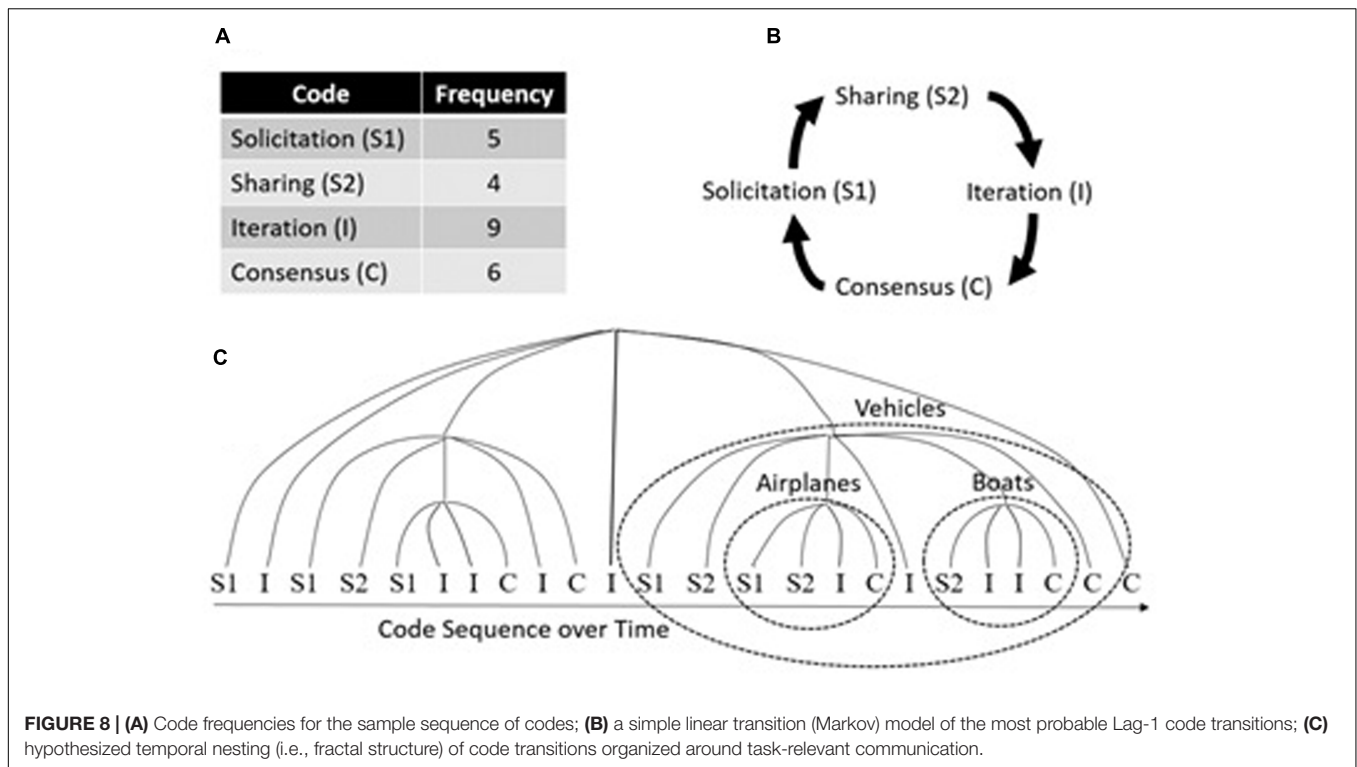 A
B
Code Frequency
Solicitation (S1) 5
Sharing (S2) 4
Iteration (I) 9
Consensus (C) 6
Sharing (S2)
Solicitation (S1) Iteration (I)
Consensus (C)
C
Vehicles
Airplanes Boats
S1 I S1 S2 S1 I I C I C I S1 S2 S1 S2 I C I S2 I I C C C
Code Sequence over Time
FIGURE 8 | (A) Code frequencies for the sample sequence of codes; (B) a simple linear transition (Markov) model of the most probable Lag-1 code transitions; (C)
hypothesized temporal nesting (i.e., fractal structure) of code transitions organized around task-relevant communication.